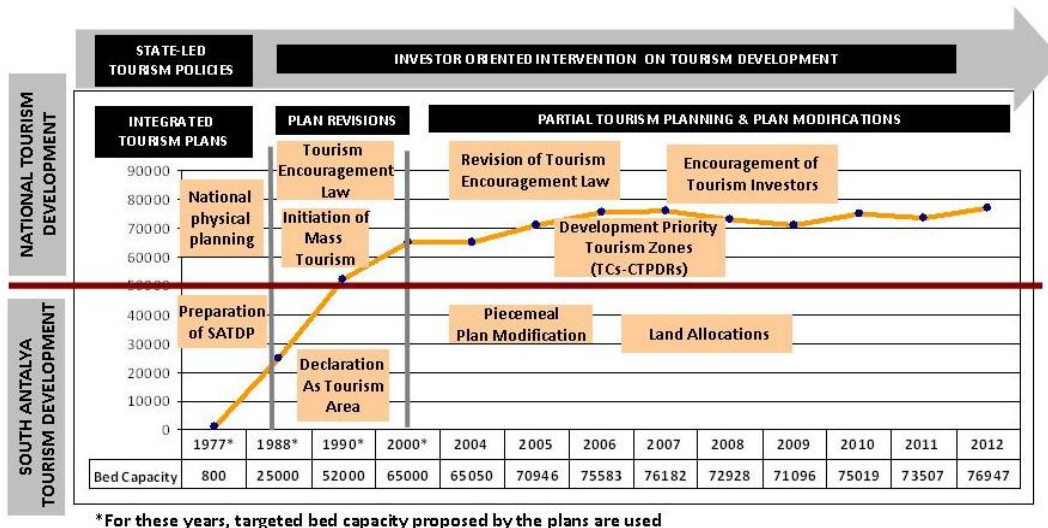 STATE-LED
TOURISM POLICIES
INVESTOR ORIENTED INTERVENTION ON TOURISM DEVELOPMENT
NATIONAL TOURISM
DEVELOPMENT
INTEGRATED
TOURISM PLANS
PLAN REVISIONS
PARTIAL TOURISM PLANNING & PLAN MODIFICATIONS
National
physical
planning
Tourism
Encouragement
Law
Initiation of
Mass
Tourism
Revision of Tourism
Encouragement Law
Encouragement of
Tourism Investors
Development Priority
Tourism Zones
(TCs-CTPDRs)
SOUTH ANTALYA
TOURISM DEVELOPMENT
Preparation
of SATDP
Declaration
As Tourism
Area
Piecemeal
Plan Modification
Land Allocations
90000
80000
70000
60000
50000
40000
30000
20000
10000
0
1977* 1988* 1990* 2000* 2004 2005 2006 2007 2008 2009 2010 2011 2012
Bed Capacity 800 25000 52000 65000 65050 70946 75583 76182 72928 71096 75019 73507 76947
*For these years, targeted bed capacity proposed by the plans are used